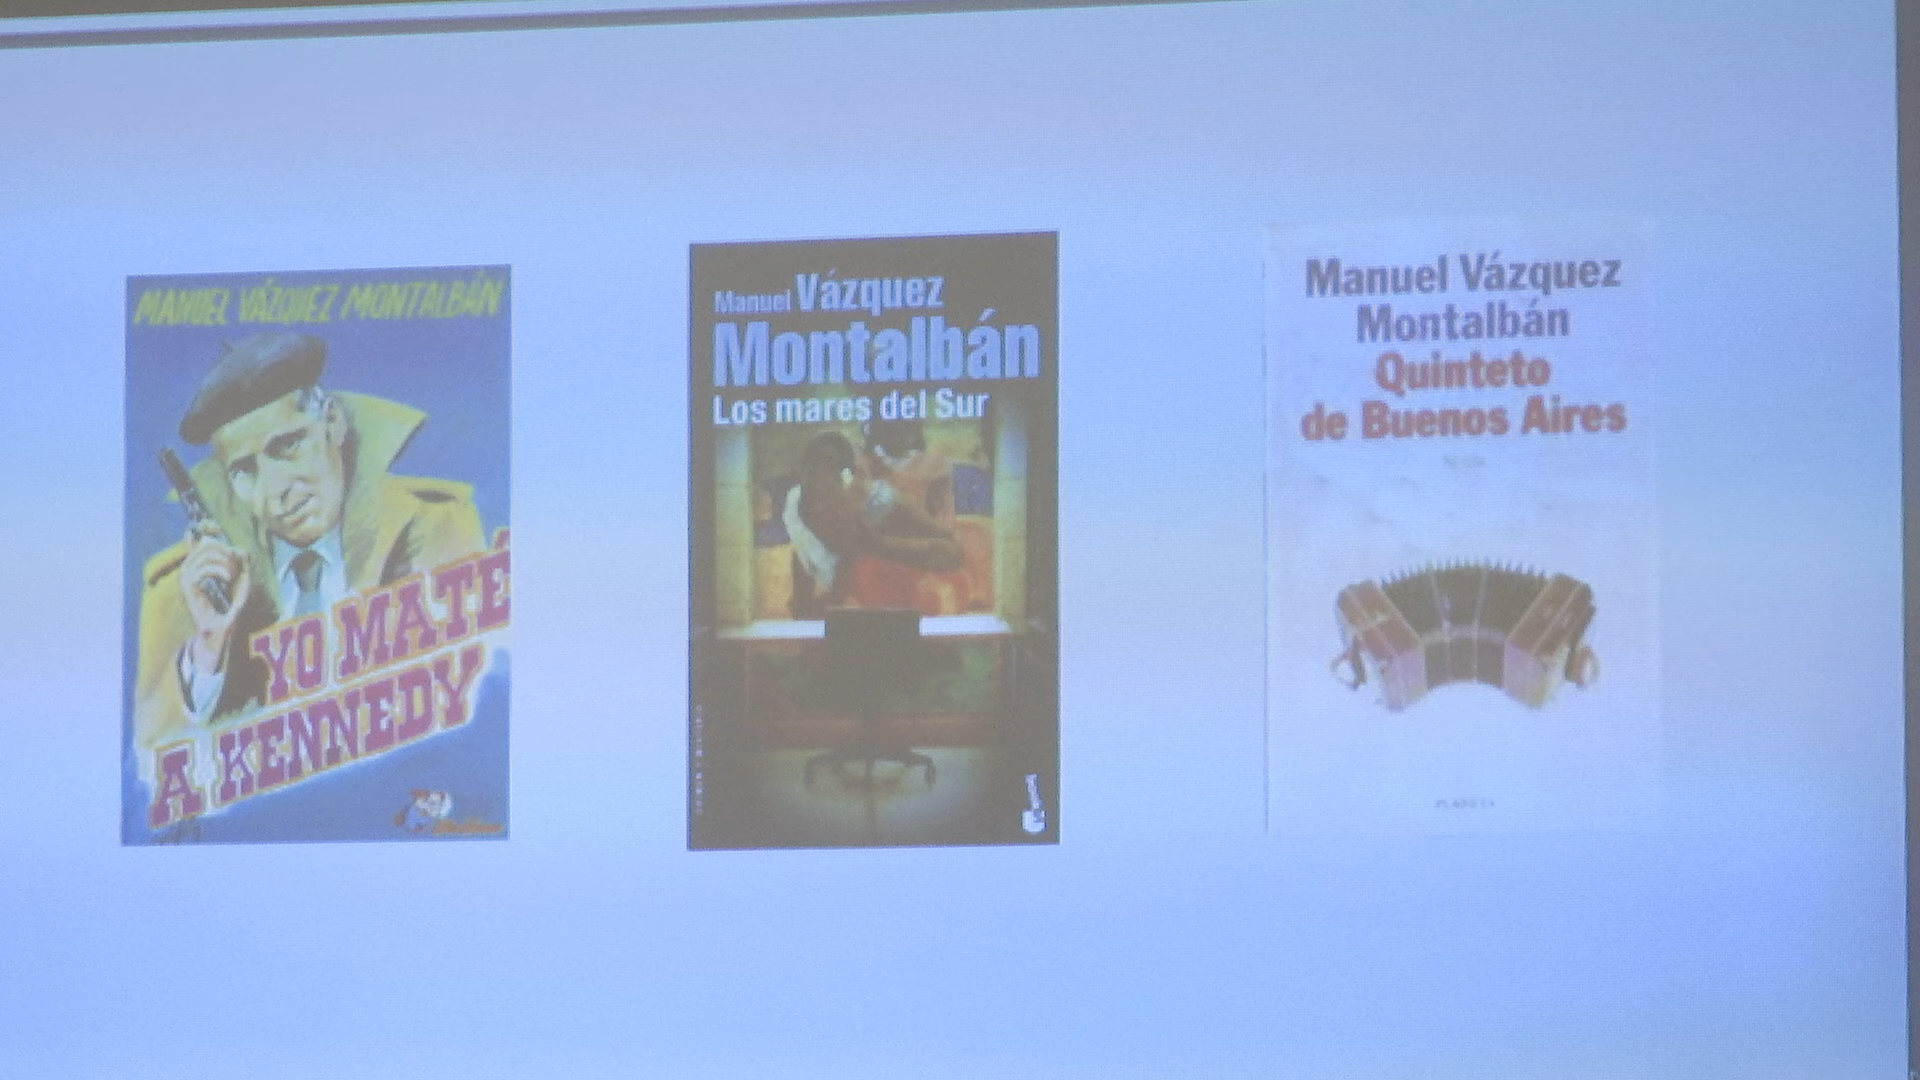 MANUEL VÁZQUEZ MONTALBÁN
YO MATÉ
A KENNEDY
Manuel Vázquez
Montalbán
Los mares del Sur
Manuel Vázquez
Montalbán
Quinteto
de Buenos Aires
PLANETA